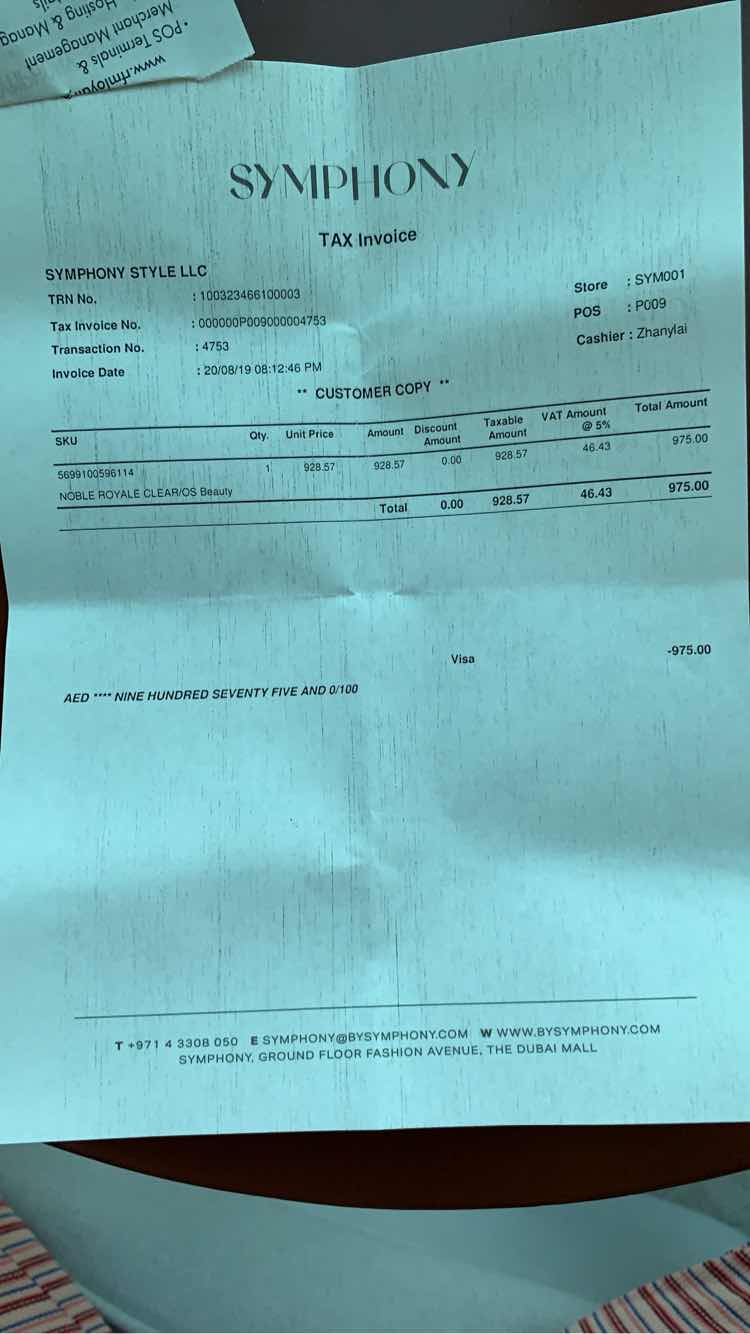 www.rfmloyal
• POS Terminals &
Merchant Management
Hosting &
SYMPHONY
TAX Invoice
SYMPHONY STYLE LLC
TRN No. : 100323466100003
Tax Invoice No. : 000000P009000004753
Transaction No. : 4753
Invoice Date : 20/08/19 08:12:46 PM
Store : SYM001
POS : P009
Cashier : Zhanylai
** CUSTOMER COPY **
SKU Qty. Unit Price Amount Discount Amount Taxable Amount VAT Amount @ 5% Total Amount
5699100596114 1 928.57 928.57 0.00 928.57 46.43 975.00
NOBLE ROYALE CLEAR/OS Beauty
Total 0.00 928.57 46.43 975.00
Visa -975.00
AED **** NINE HUNDRED SEVENTY FIVE AND 0/100
T +971 4 3308 050 E SYMPHONY@BYSYMPHONY.COM W WWW.BYSYMPHONY.COM
SYMPHONY, GROUND FLOOR FASHION AVENUE, THE DUBAI MALL